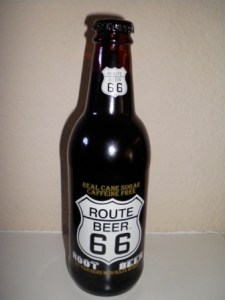 ROUTE
66
REAL CANE SUGAR
CAFFEINE FREE
ROUTE
BEER
66
ROOT BEER